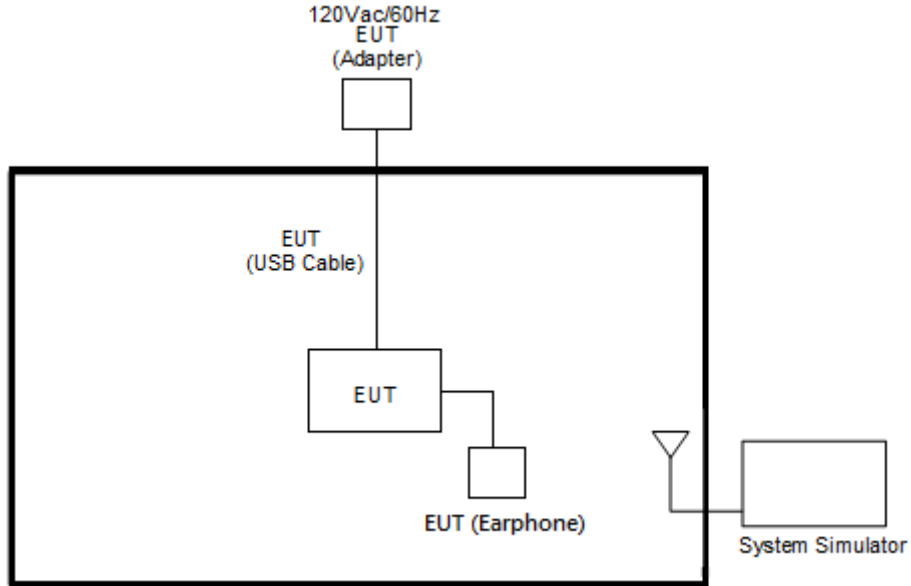 120Vac/60Hz
EUT
(Adapter)
EUT
(USB Cable)
EUT
EUT (Earphone)
System Simulator